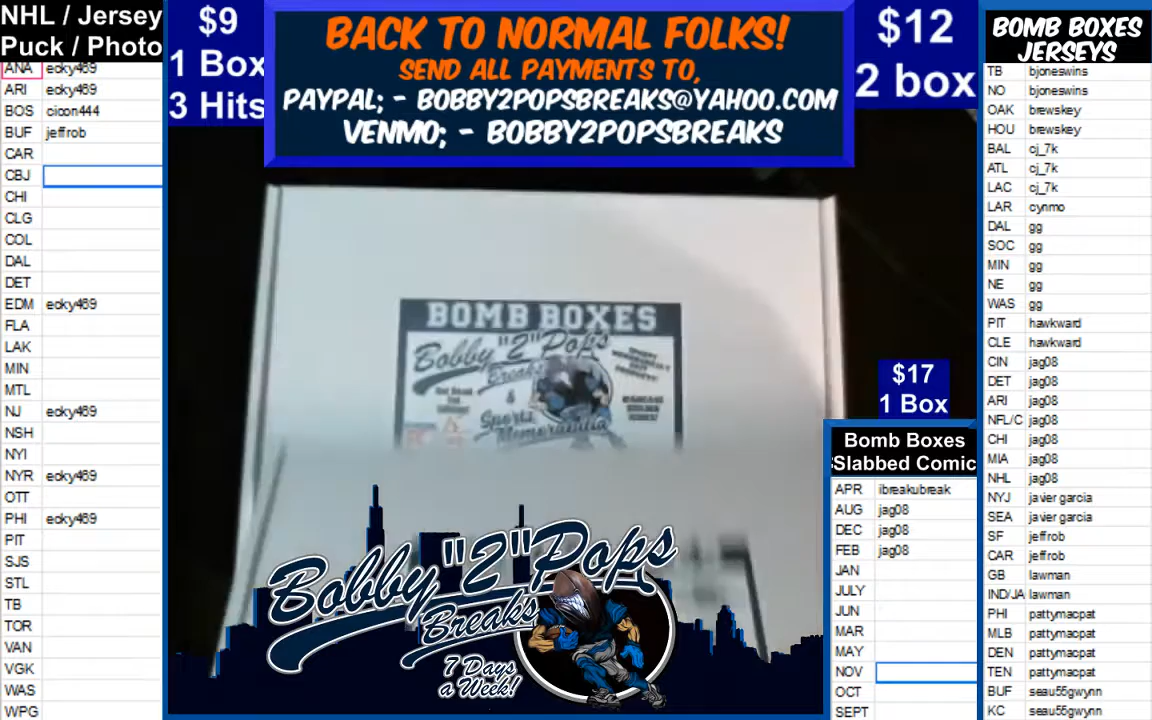 NHL / Jersey
Puck / Photo
ANA ecky469
ARI ecky469
BOS cicon444
BUF jeffrob
CAR
CBJ
CHI
CLG
COL
DAL
DET
EDM ecky469
FLA
LAK
MIN
MTL
NJ ecky469
NSH
NYI
NYR ecky469
OTT
PHI ecky469
PIT
SJS
STL
TB
TOR
VAN
VGK
WAS
WPG
$9
1 Box
3 Hits
BACK TO NORMAL FOLKS!
SEND ALL PAYMENTS TO,
PAYPAL; - BOBBY2POPSBREAKS@YAHOO.COM
VENMO; - BOBBY2POPSBREAKS
$12
2 box
BOMB BOXES
Bobby "2" Pops
Breaks
&
Sports
Memorabilia
Bobby "2" Pops
Breaks
7 Days
a Week!
$17
1 Box
Bomb Boxes
Slabbed Comic
APR ibreakubreak
AUG jag08
DEC jag08
FEB jag08
JAN
JULY
JUN
MAR
MAY
NOV
OCT
SEPT
BOMB BOXES
JERSEYS
TB bjoneswins
NO bjoneswins
OAK brewskey
HOU brewskey
BAL cj_7k
ATL cj_7k
LAC cj_7k
LAR cynmo
DAL gg
SOC gg
MIN gg
NE gg
WAS gg
PIT hawkward
CLE hawkward
CIN jag08
DET jag08
ARI jag08
NFL/C jag08
CHI jag08
MIA jag08
NHL jag08
NYJ javier garcia
SEA javier garcia
SF jeffrob
CAR jeffrob
GB lawman
IND/JA lawman
PHI pattymacpat
MLB pattymacpat
DEN pattymacpat
TEN pattymacpat
BUF seau55gwynn
KC seau55gwynn